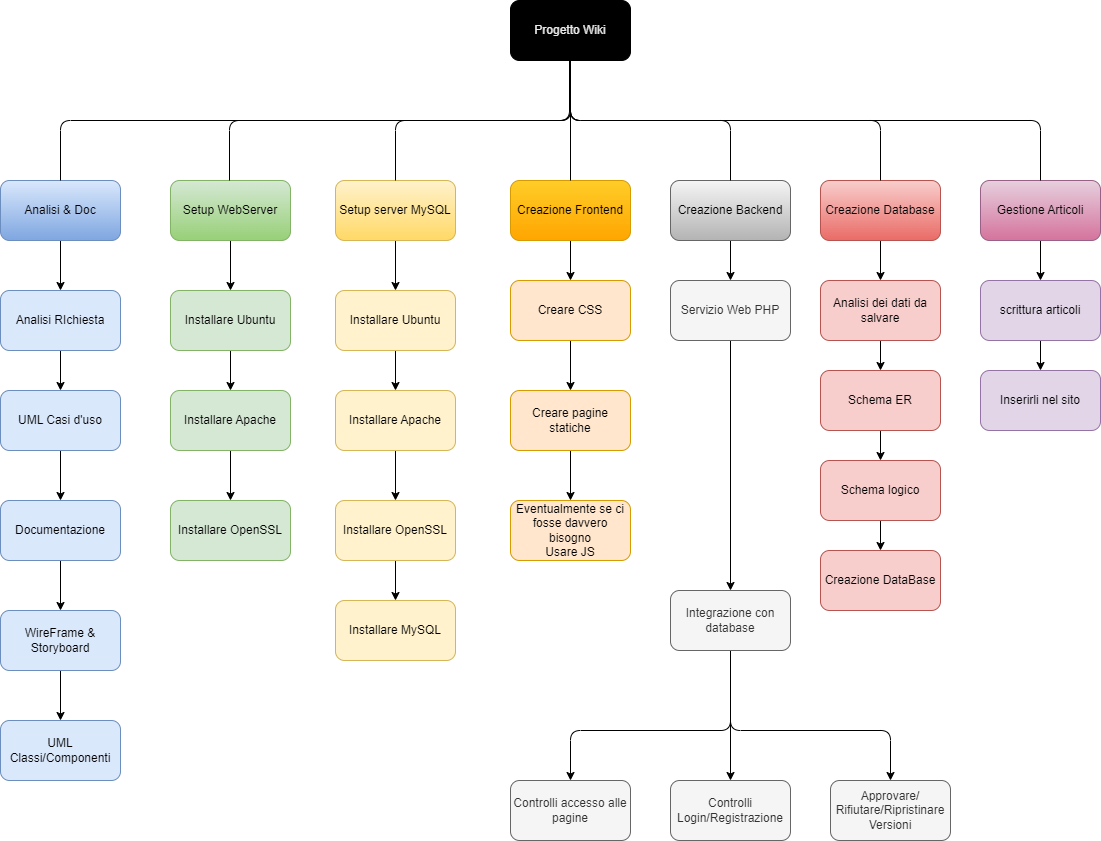 Progetto Wiki
Analisi & Doc
Setup WebServer
Setup server MySQL
Creazione Frontend
Creazione Backend
Creazione Database
Gestione Articoli
Analisi RIchiesta
UML Casi d'uso
Documentazione
WireFrame &
Storyboard
UML
Classi/Componenti
Installare Ubuntu
Installare Apache
Installare OpenSSL
Installare Ubuntu
Installare Apache
Installare OpenSSL
Installare MySQL
Creare CSS
Creare pagine
statiche
Eventualmente se ci
fosse davvero
bisogno
Usare JS
Servizio Web PHP
Integrazione con
database
Controlli accesso alle
pagine
Controlli
Login/Registrazione
Approvare/
Rifiutare/Ripristinare
Versioni
Analisi dei dati da
salvare
Schema ER
Schema logico
Creazione DataBase
scrittura articoli
Inserirli nel sito